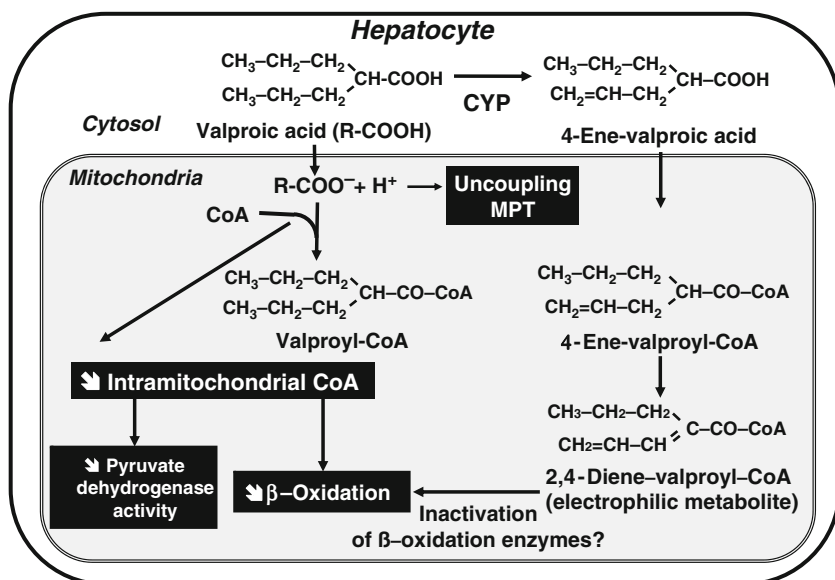 Hepatocyte
CH₃–CH₂–CH₂
CH-COOH
CH₃–CH₂–CH₂
CYP
CH₃–CH₂–CH₂
CH–COOH
CH₂=CH–CH₂
Cytosol
Valproic acid (R-COOH)
4-Ene-valproic acid
Mitochondria
R-COO⁻ + H⁺
Uncoupling
MPT
CoA
CH₃–CH₂–CH₂
CH–CO–CoA
CH₃–CH₂–CH₂
Valproyl-CoA
CH₃–CH₂–CH₂
CH–CO–CoA
CH₂=CH–CH₂
4-Ene-valproyl-CoA
Intramitochondrial CoA
CH₃–CH₂–CH₂
C–CO–CoA
CH₂=CH–CH
2,4-Diene–valproyl–CoA
(electrophilic metabolite)
Pyruvate
dehydrogenase
activity
β–Oxidation
Inactivation
of ß–oxidation enzymes?